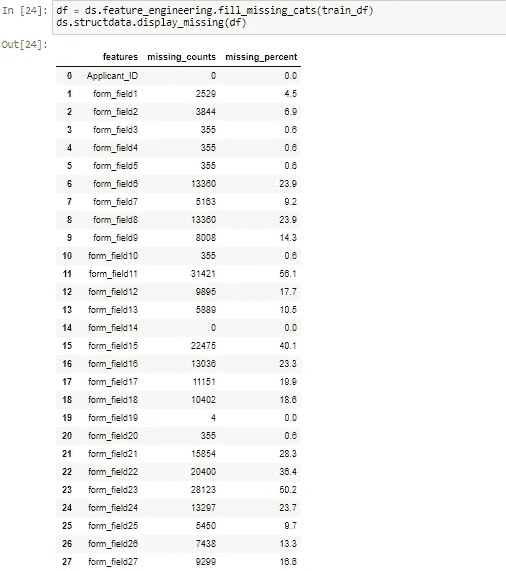 In [24]: df = ds.feature_engineering.fill_missing_cats(train_df)
ds.structdata.display_missing(df)
Out[24]:
features missing_counts missing_percent
0 Applicant_ID 0 0.0
1 form_field1 2529 4.5
2 form_field2 3844 6.9
3 form_field3 355 0.6
4 form_field4 355 0.6
5 form_field5 355 0.6
6 form_field6 13360 23.9
7 form_field7 5163 9.2
8 form_field8 13360 23.9
9 form_field9 8008 14.3
10 form_field10 355 0.6
11 form_field11 31421 56.1
12 form_field12 9895 17.7
13 form_field13 5889 10.5
14 form_field14 0 0.0
15 form_field15 22475 40.1
16 form_field16 13036 23.3
17 form_field17 11151 19.9
18 form_field18 10402 18.6
19 form_field19 4 0.0
20 form_field20 355 0.6
21 form_field21 15854 28.3
22 form_field22 20400 36.4
23 form_field23 28123 50.2
24 form_field24 13297 23.7
25 form_field25 5450 9.7
26 form_field26 7438 13.3
27 form_field27 9299 16.6